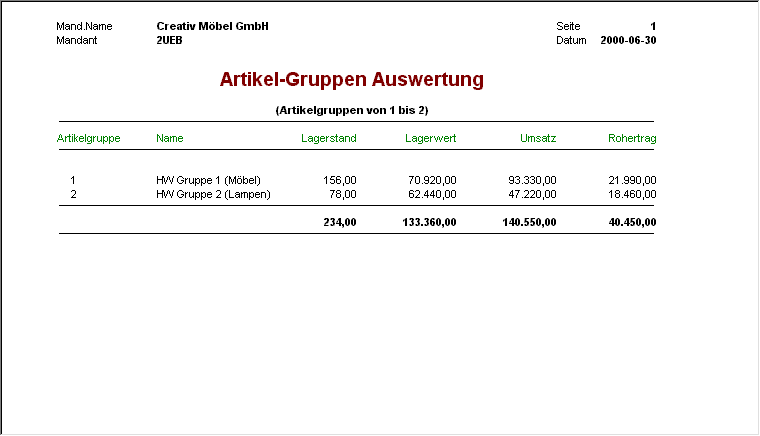 Mand.Name Creativ Möbel GmbH Seite 1
Mandant 2UEB Datum 2000-06-30
Artikel-Gruppen Auswertung
(Artikelgruppen von 1 bis 2)
Artikelgruppe Name Lagerstand Lagerwert Umsatz Rohertrag
1 HW Gruppe 1 (Möbel) 156,00 70.920,00 93.330,00 21.990,00
2 HW Gruppe 2 (Lampen) 78,00 62.440,00 47.220,00 18.460,00
234,00 133.360,00 140.550,00 40.450,00